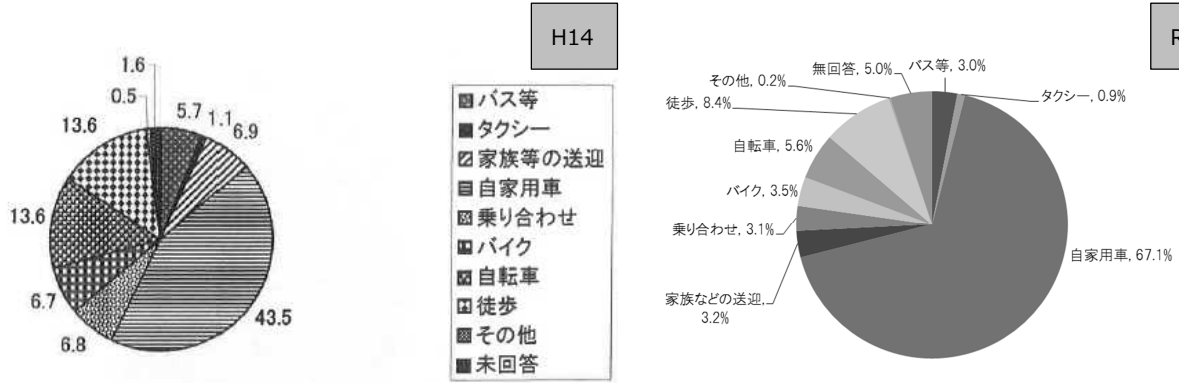 H14
1.6
0.5
5.7
1.1
6.9
13.6
13.6
6.7
6.8
43.5
バス等
タクシー
家族等の送迎
自家用車
乗り合わせ
バイク
自転車
徒歩
その他
未回答
R
無回答, 5.0%
バス等, 3.0%
その他, 0.2%
タクシー, 0.9%
徒歩, 8.4%
自転車, 5.6%
バイク, 3.5%
乗り合わせ, 3.1%
自家用車, 67.1%
家族などの送迎,
3.2%